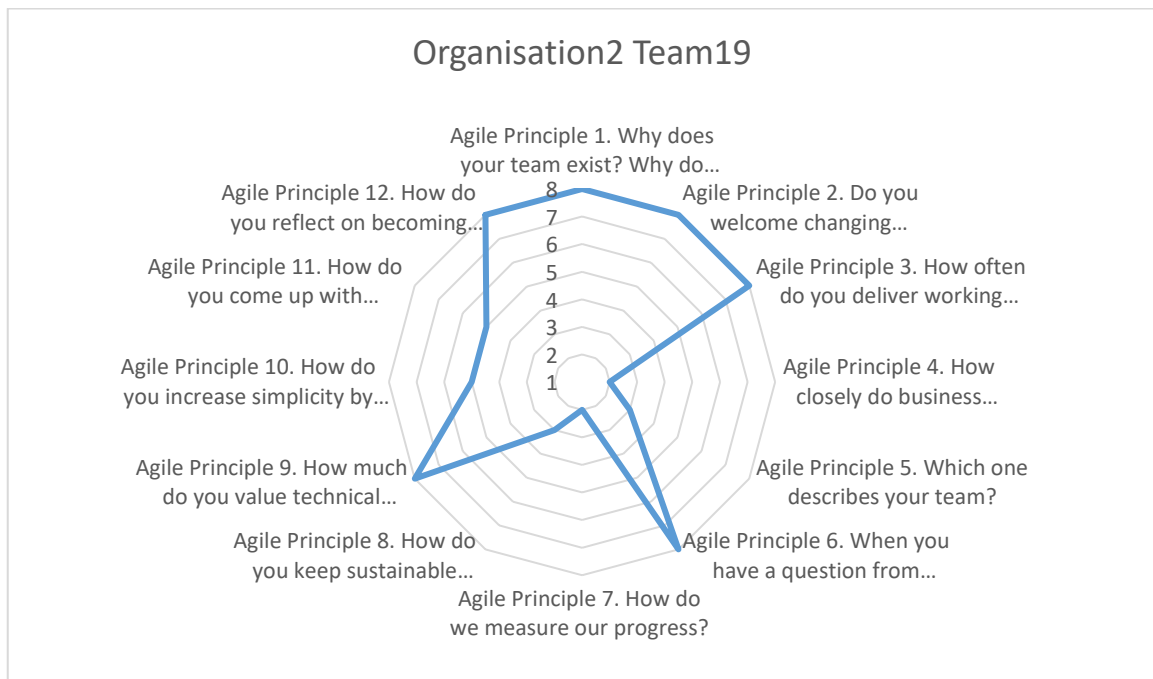 Organisation2 Team19
Agile Principle 1. Why does
your team exist? Why do...
Agile Principle 2. Do you
welcome changing...
Agile Principle 3. How often
do you deliver working...
Agile Principle 4. How
closely do business...
Agile Principle 5. Which one
describes your team?
Agile Principle 6. When you
have a question from...
Agile Principle 7. How do
we measure our progress?
Agile Principle 8. How do
you keep sustainable...
Agile Principle 9. How much
do you value technical...
Agile Principle 10. How do
you increase simplicity by...
Agile Principle 11. How do
you come up with...
Agile Principle 12. How do
you reflect on becoming...
8
7
6
5
4
3
2
1